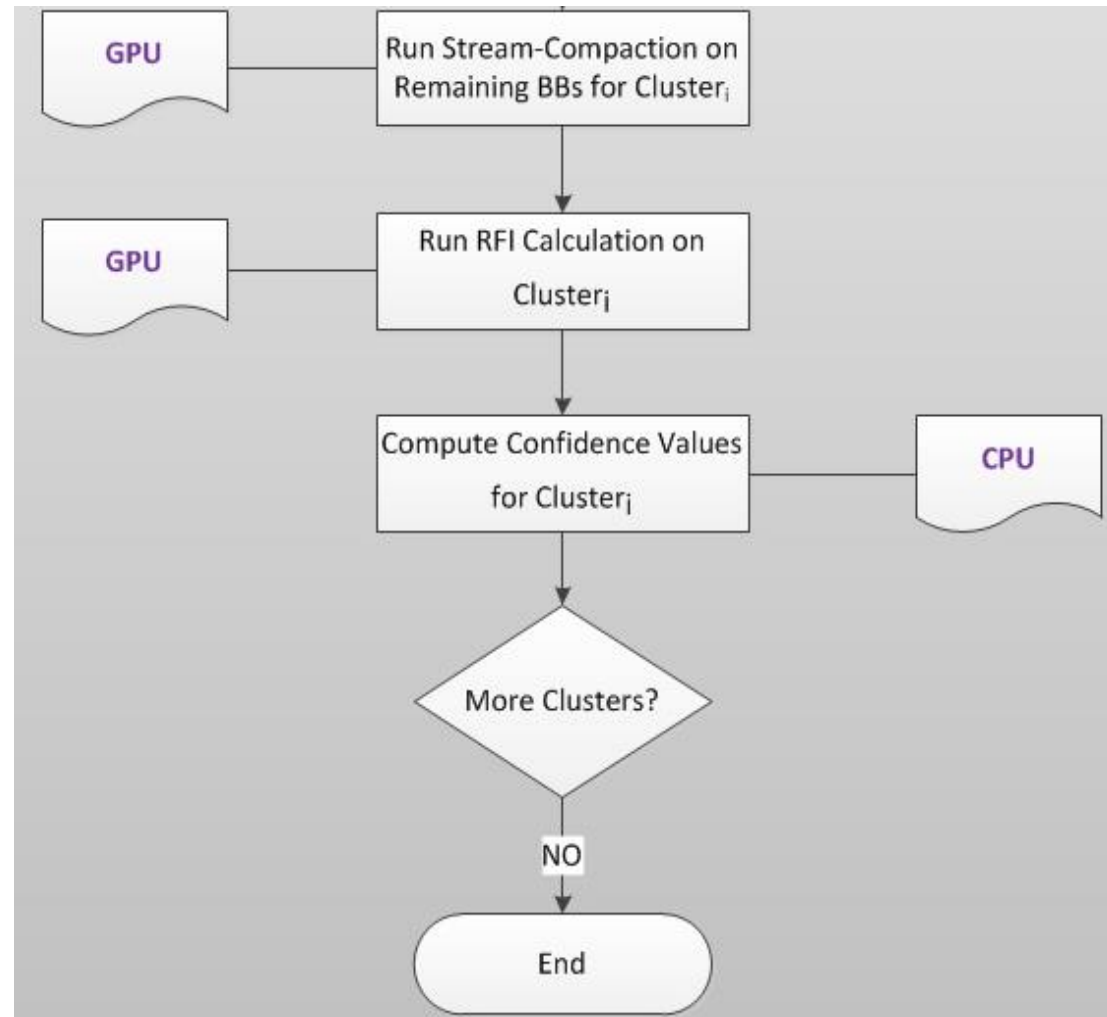 GPU
Run Stream-Compaction on
Remaining BBs for Clusteri
GPU
Run RFI Calculation on
Clusteri
Compute Confidence Values
for Clusteri
CPU
More Clusters?
NO
End